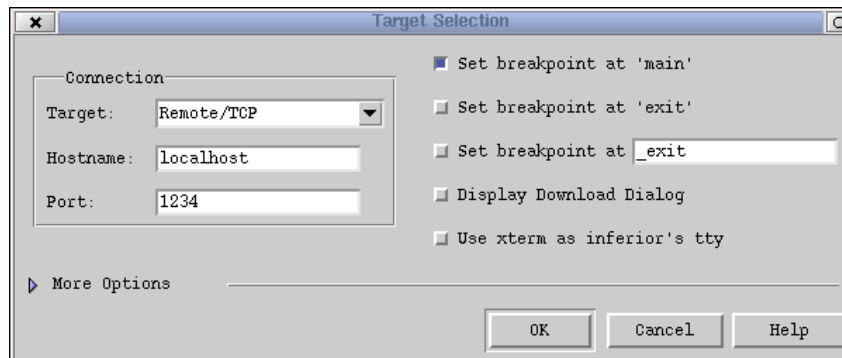 Target Selection
Connection
Target: Remote/TCP
Hostname: localhost
Port: 1234
Set breakpoint at 'main'
Set breakpoint at 'exit'
Set breakpoint at _exit
Display Download Dialog
Use xterm as inferior's tty
More Options
OK Cancel Help